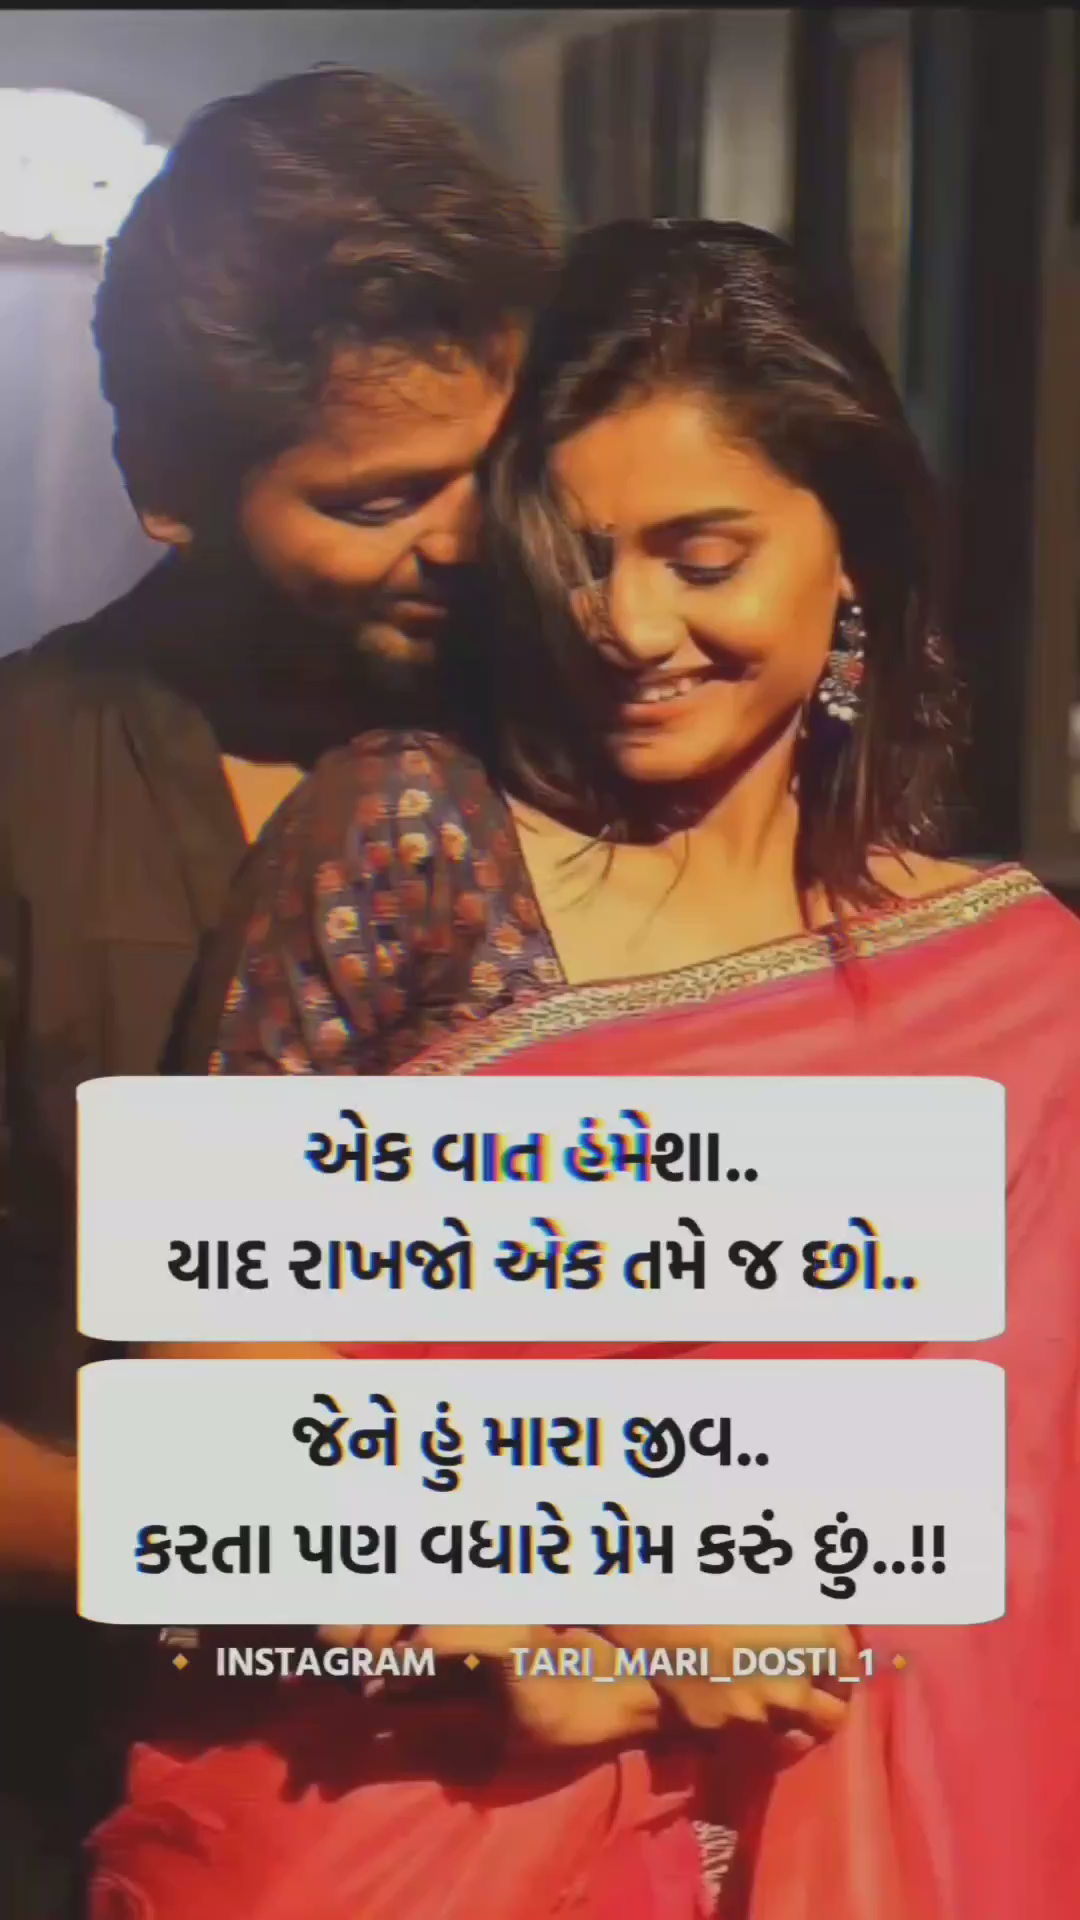 એક વાત હંમેશા..
યાદ રાખજો એક તમે જ છો..
જેને હું મારા જીવ..
કરતા પણ વધારે પ્રેમ કરું છું..!!
🔸 INSTAGRAM 🔸 TARI_MARI_DOSTI_1🔸